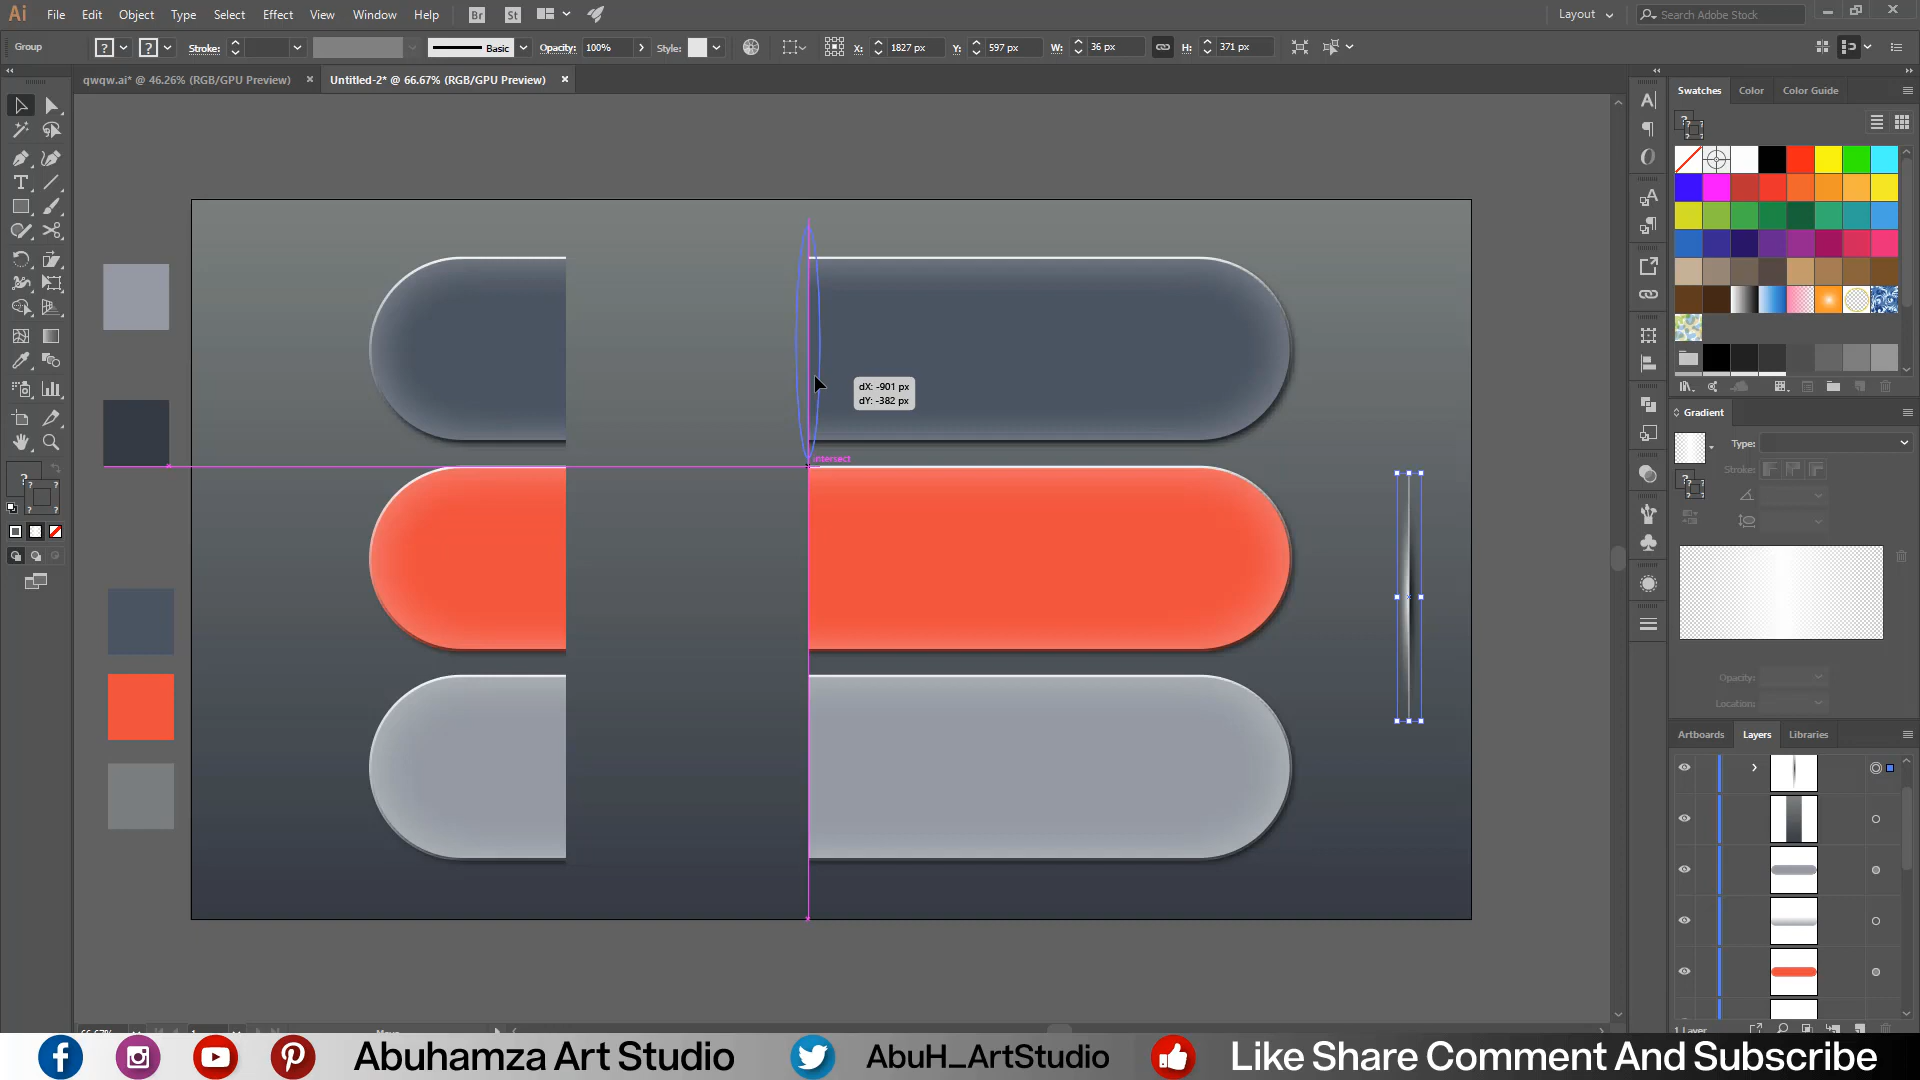 Ai File Edit Object Type Select Effect View Window Help Br St Layout Search Adobe Stock
Group ? ? Stroke: Basic Opacity: 100% Style: X: 1827 px Y: 597 px W: 36 px H: 371 px
qwqw.ai* @ 46.26% (RGB/GPU Preview) × Untitled-2* @ 66.67% (RGB/GPU Preview) ×
Swatches Color Color Guide
dX: -901 px
dY: -382 px
intersect
Gradient
Type:
Stroke:
Opacity:
Location:
Artboards Layers Libraries
1 Layer
Abuhamza Art Studio AbuH_ArtStudio Like Share Comment And Subscribe